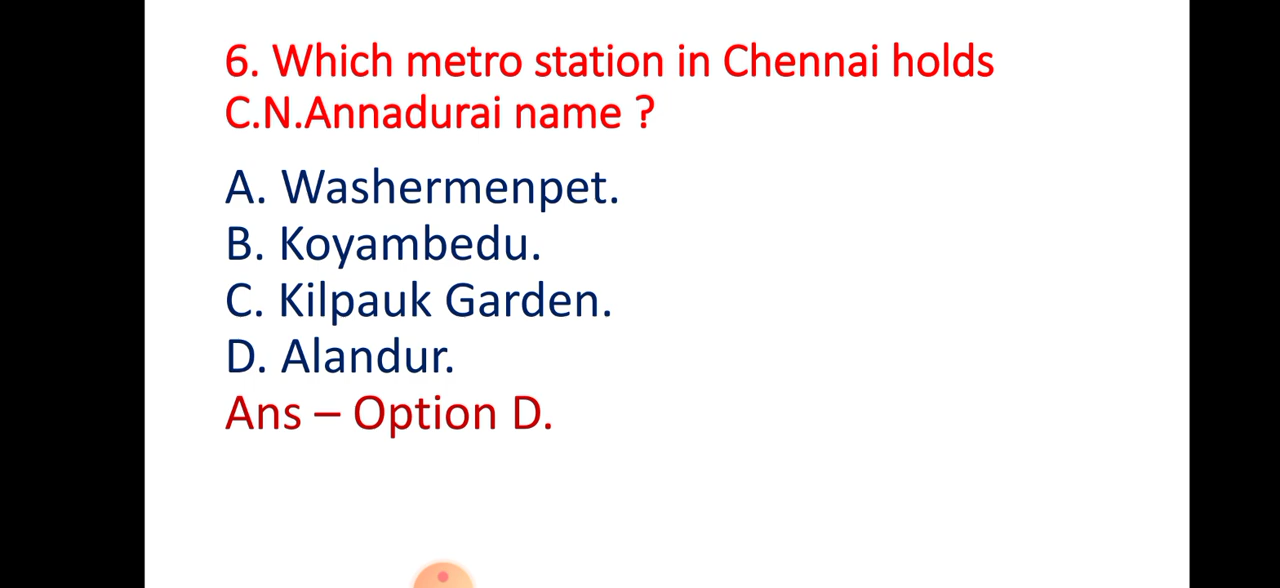 6. Which metro station in Chennai holds
C.N.Annadurai name ?
A. Washermenpet.
B. Koyambedu.
C. Kilpauk Garden.
D. Alandur.
Ans – Option D.